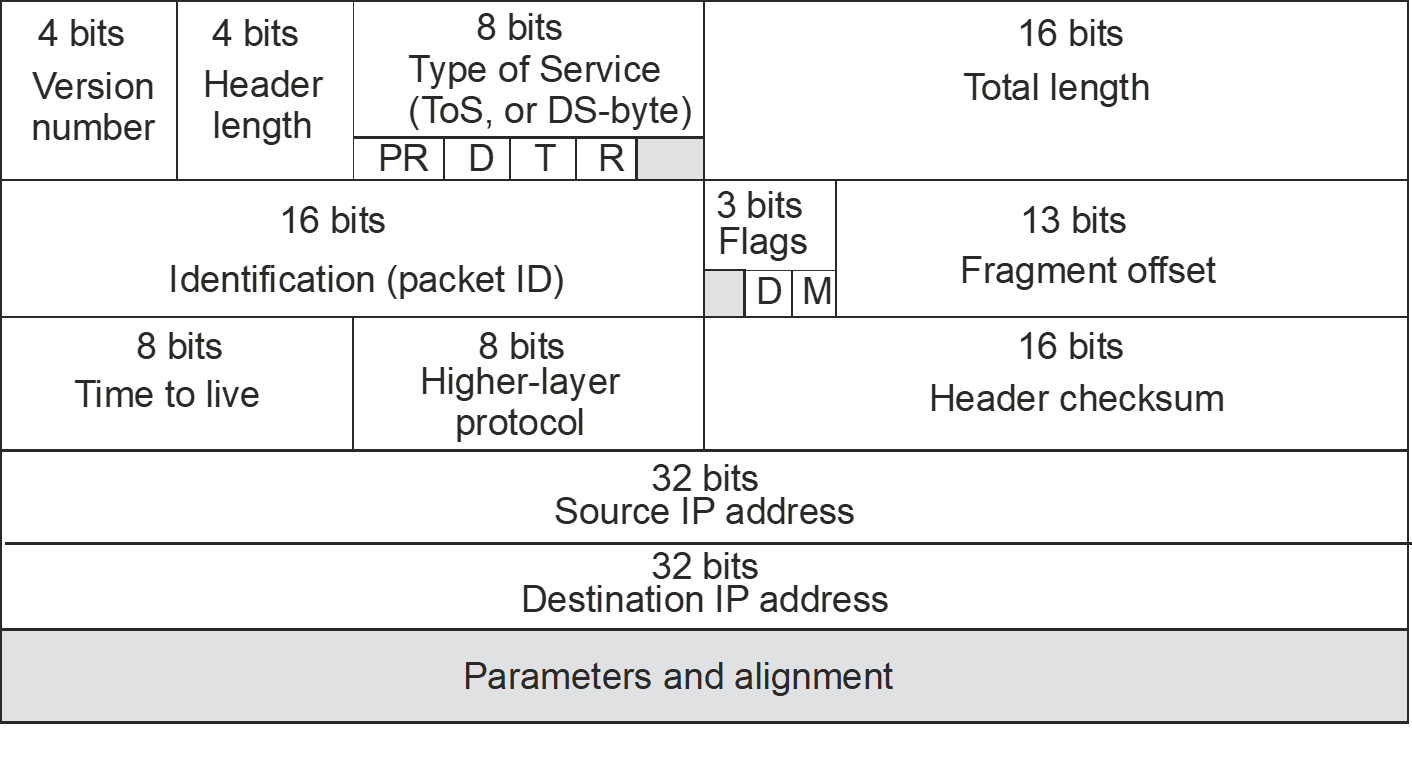 4 bits
Version
number
4 bits
Header
length
8 bits
Type of Service
(ToS, or DS-byte)
PR D T R
16 bits
Total length
16 bits
Identification (packet ID)
3 bits
Flags
D M
13 bits
Fragment offset
8 bits
Time to live
8 bits
Higher-layer
protocol
16 bits
Header checksum
32 bits
Source IP address
32 bits
Destination IP address
Parameters and alignment